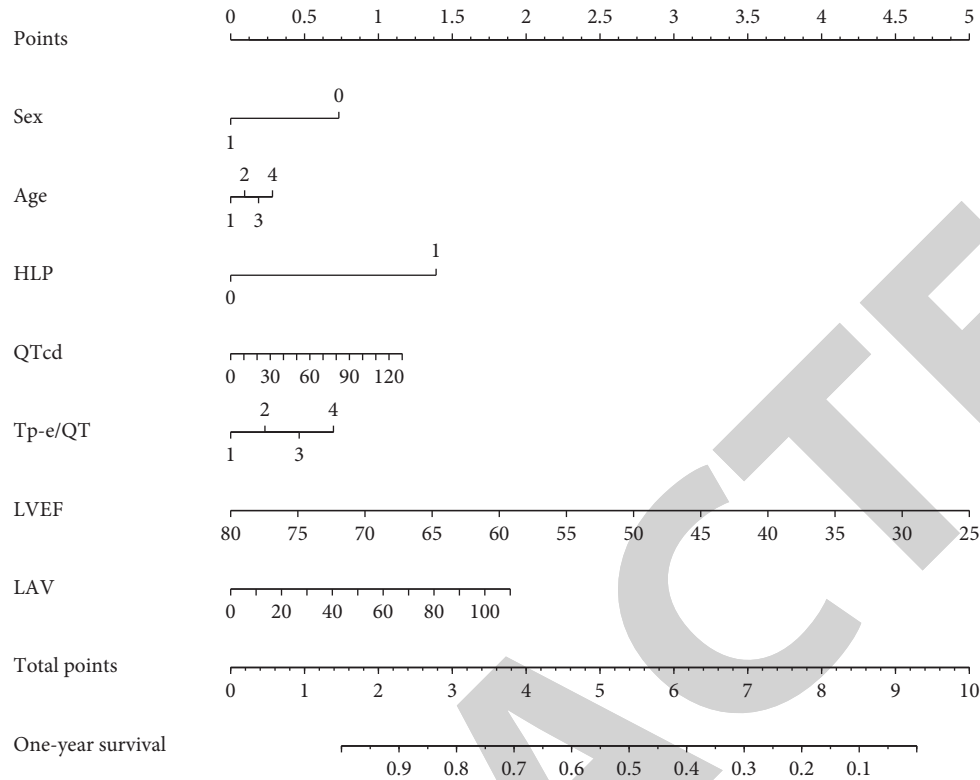 0 0.5 1 1.5 2 2.5 3 3.5 4 4.5 5
Points
0
Sex
1
2 4
Age
1 3
1
HLP
0
QTcd
0 30 60 90 120
2 4
Tp-e/QT
1 3
LVEF
80 75 70 65 60 55 50 45 40 35 30 25
LAV
0 20 40 60 80 100
Total points
0 1 2 3 4 5 6 7 8 9 10
One-year survival
0.9 0.8 0.7 0.6 0.5 0.4 0.3 0.2 0.1